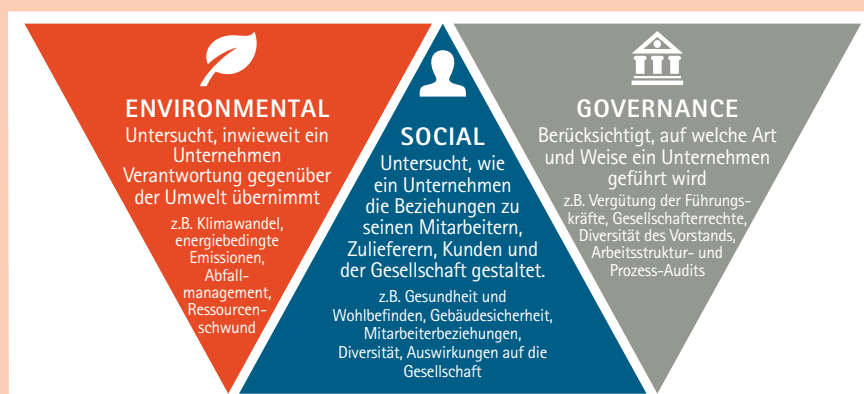 ENVIRONMENTAL
Untersucht, inwieweit ein
Unternehmen
Verantwortung gegenüber
der Umwelt übernimmt
z.B. Klimawandel,
energiebedingte
Emissionen,
Abfall-
management,
Ressourcen-
schwund
SOCIAL
Untersucht, wie
ein Unternehmen
die Beziehungen zu
seinen Mitarbeitern,
Zulieferern, Kunden und
der Gesellschaft gestaltet.
z.B. Gesundheit und
Wohlbefinden, Gebäudesicherheit,
Mitarbeiterbeziehungen,
Diversität, Auswirkungen auf die
Gesellschaft
GOVERNANCE
Berücksichtigt, auf welche Art
und Weise ein Unternehmen
geführt wird
z.B. Vergütung der Führungs-
kräfte, Gesellschafterrechte,
Diversität des Vorstands,
Arbeitsstruktur- und
Prozess-Audits